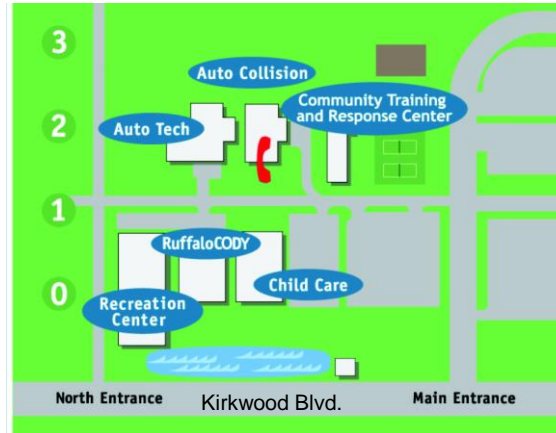 3
Auto Collision
Community Training
and Response Center
2
Auto Tech
1
RuffaloCODY
Child Care
0
Recreation
Center
North Entrance
Kirkwood Blvd.
Main Entrance